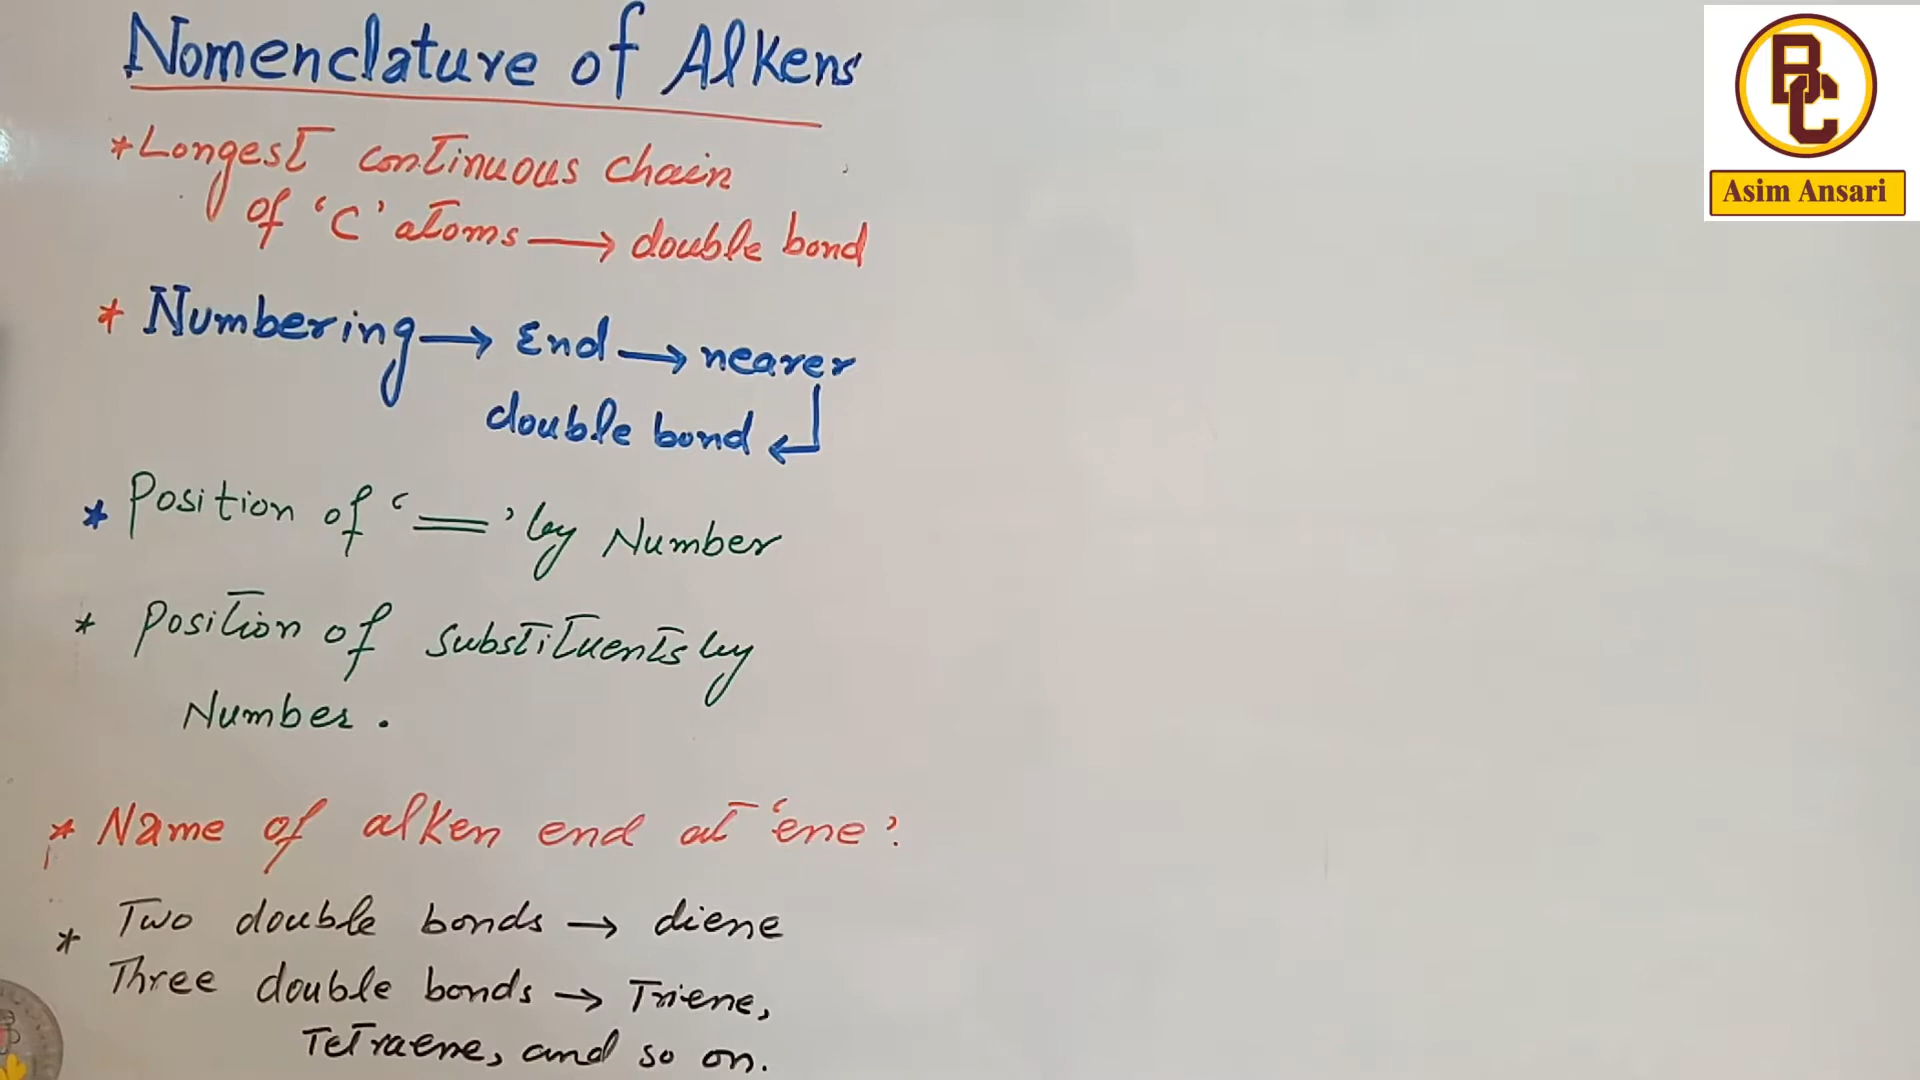 Nomenclature of Alkens
* Longest continuous chain
of 'C' atoms → double bond
* Numbering → End → nearer
double bond ↵
* Position of '=' by Number
* Position of substituents by
Number.
* Name of alken end at 'ene'.
* Two double bonds → diene
Three double bonds → Triene,
Tetraene, and so on.
BC
Asim Ansari